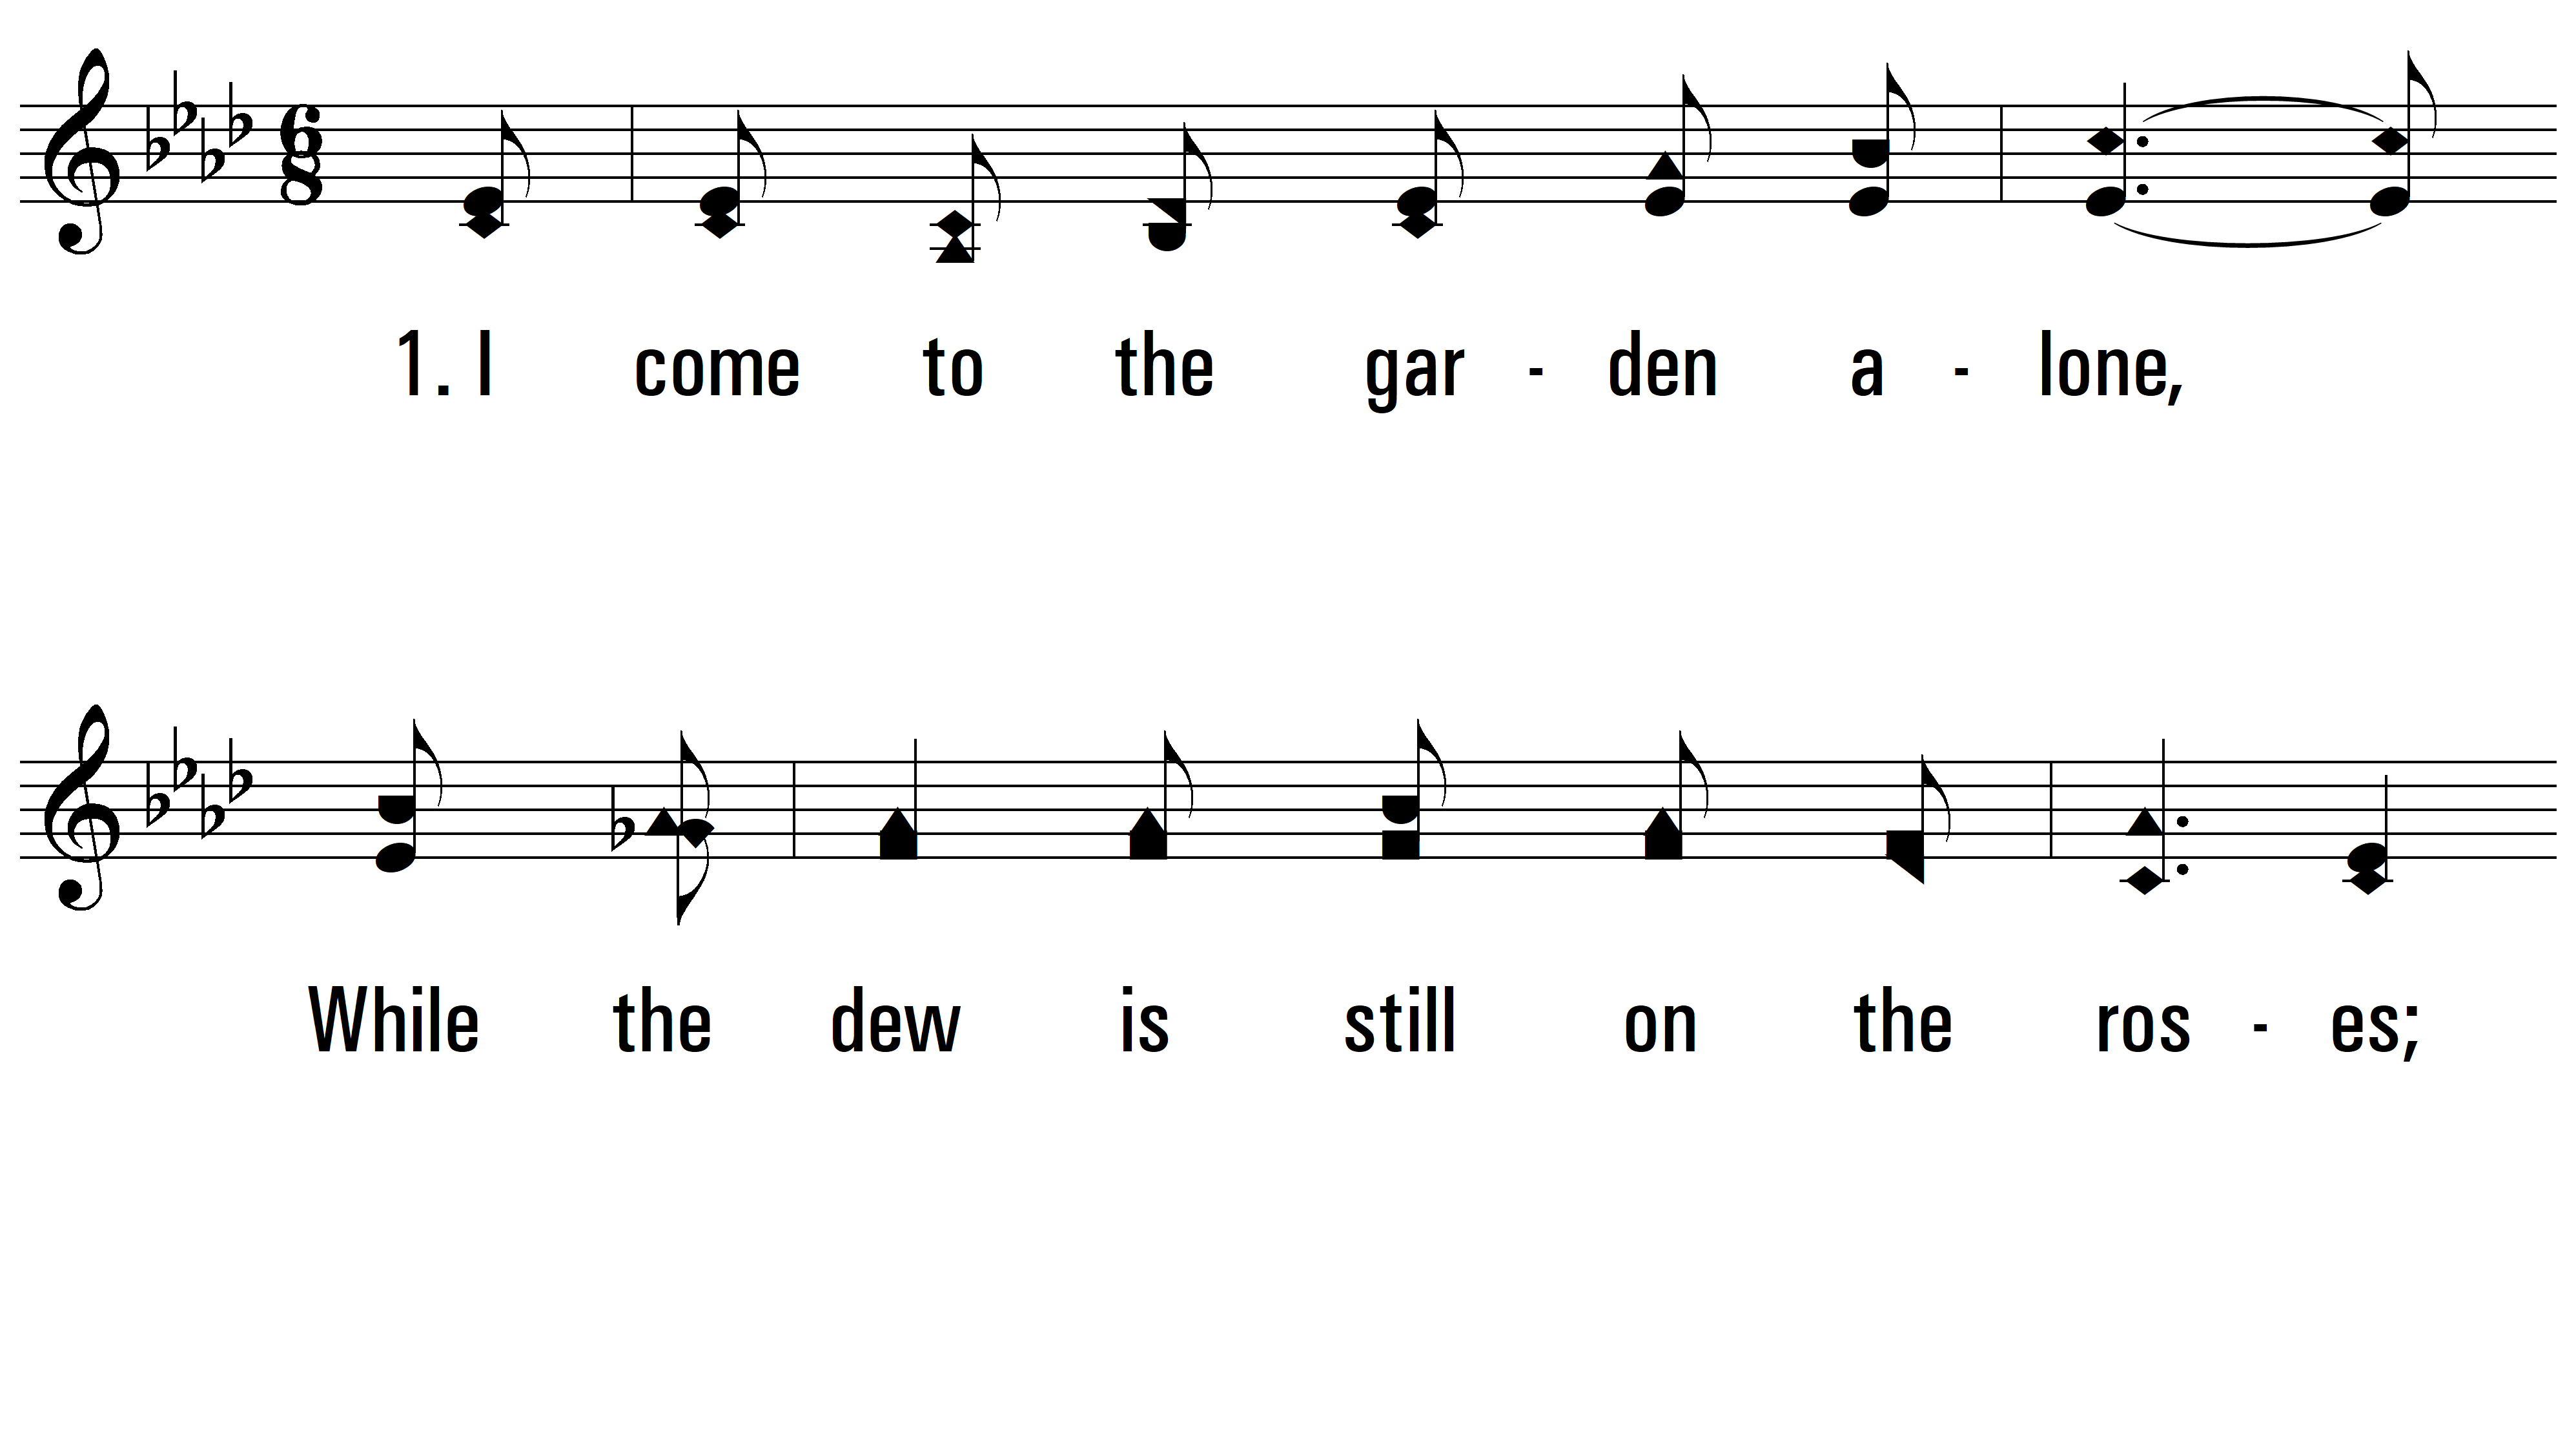 1. I come to the gar - den a - lone,
While the dew is still on the ros - es;